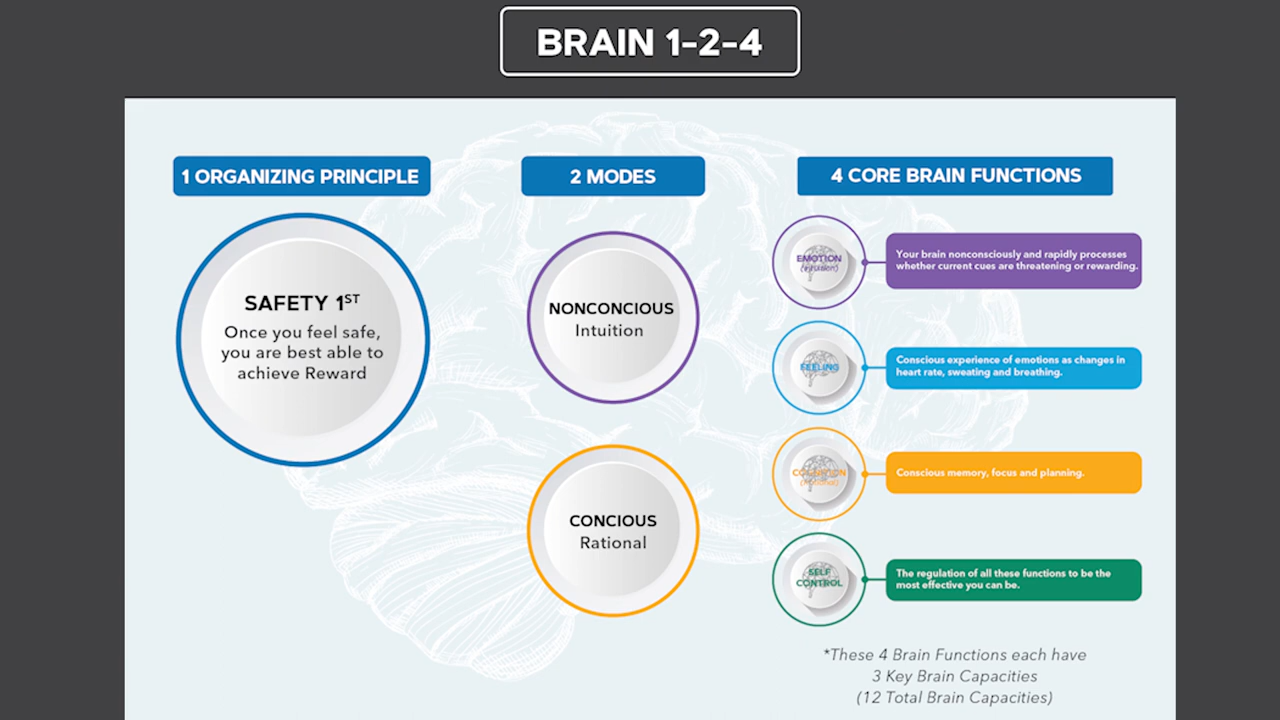 BRAIN 1-2-4
1 ORGANIZING PRINCIPLE
SAFETY 1ST
Once you feel safe,
you are best able to
achieve Reward
2 MODES
NONCONCIOUS
Intuition
CONCIOUS
Rational
4 CORE BRAIN FUNCTIONS
EMOTION
(Intuition)
Your brain nonconsciously and rapidly processes
whether current cues are threatening or rewarding.
FEELING
Conscious experience of emotions as changes in
heart rate, sweating and breathing.
COGNITION
(Rational)
Conscious memory, focus and planning.
SELF
CONTROL
The regulation of all these functions to be the
most effective you can be.
*These 4 Brain Functions each have
3 Key Brain Capacities
(12 Total Brain Capacities)